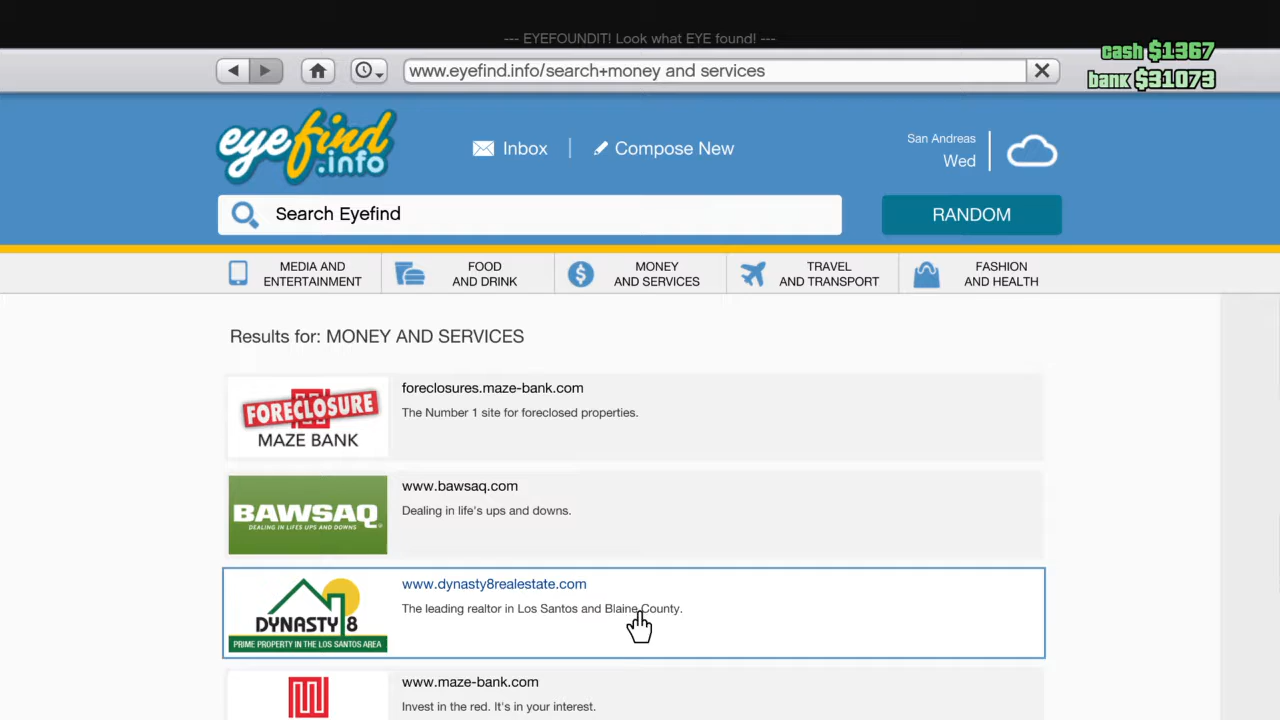 --- EYEFOUNDIT! Look what EYE found! ---
cash $1367
www.eyefind.info/search+money and services
bank $31073
eyefind
.info
Inbox
Compose New
San Andreas
Wed
Search Eyefind
RANDOM
MEDIA AND
ENTERTAINMENT
FOOD
AND DRINK
MONEY
AND SERVICES
TRAVEL
AND TRANSPORT
FASHION
AND HEALTH
Results for: MONEY AND SERVICES
FORECLOSURE
MAZE BANK
foreclosures.maze-bank.com
The Number 1 site for foreclosed properties.
BAWSAQ
DEALING IN LIFES UPS AND DOWNS
www.bawsaq.com
Dealing in life's ups and downs.
DYNASTY 8
PRIME PROPERTY IN THE LOS SANTOS AREA
www.dynasty8realestate.com
The leading realtor in Los Santos and Blaine County.
www.maze-bank.com
Invest in the red. It's in your interest.